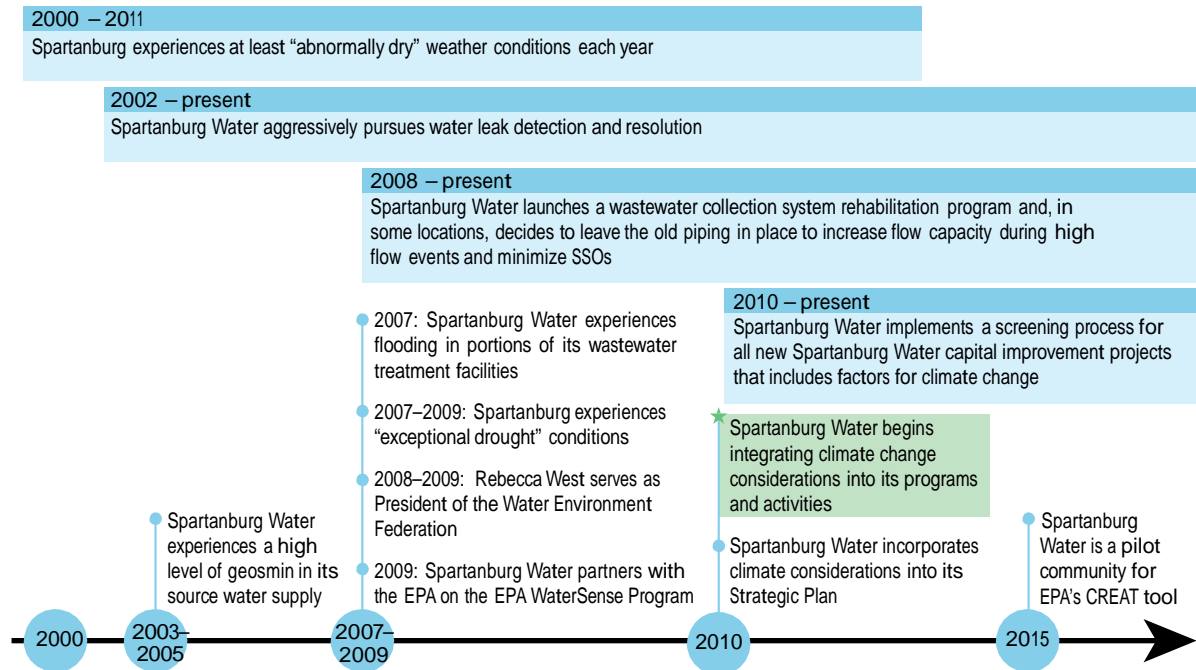 2000 – 2011
Spartanburg experiences at least “abnormally dry” weather conditions each year
2002 – present
Spartanburg Water aggressively pursues water leak detection and resolution
2008 – present
Spartanburg Water launches a wastewater collection system rehabilitation program and, in
some locations, decides to leave the old piping in place to increase flow capacity during high
flow events and minimize SSOs
2010 – present
Spartanburg Water implements a screening process for
all new Spartanburg Water capital improvement projects
that includes factors for climate change
2007: Spartanburg Water experiences
flooding in portions of its wastewater
treatment facilities
2007–2009: Spartanburg experiences
“exceptional drought” conditions
2008–2009: Rebecca West serves as
President of the Water Environment
Federation
2009: Spartanburg Water partners with
the EPA on the EPA WaterSense Program
Spartanburg Water begins
integrating climate change
considerations into its programs
and activities
Spartanburg Water incorporates
climate considerations into its
Strategic Plan
Spartanburg Water
experiences a high
level of geosmin in its
source water supply
Spartanburg
Water is a pilot
community for
EPA’s CREAT tool
2000
2003–
2005
2007–
2009
2010
2015